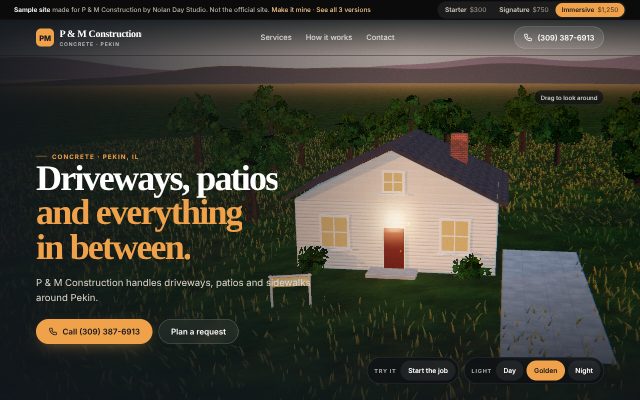 Sample site made for P & M Construction by Nolan Day Studio. Not the official site. Make it mine · See all 3 versions
Starter $300 Signature $750 Immersive $1,250
PM P & M Construction
CONCRETE · PEKIN
Services How it works Contact
(309) 387-6913
Drag to look around
CONCRETE · PEKIN, IL
Driveways, patios
and everything
in between.
P & M Construction handles driveways, patios and sidewalks
around Pekin.
Call (309) 387-6913 Plan a request
TRY IT Start the job LIGHT Day Golden Night